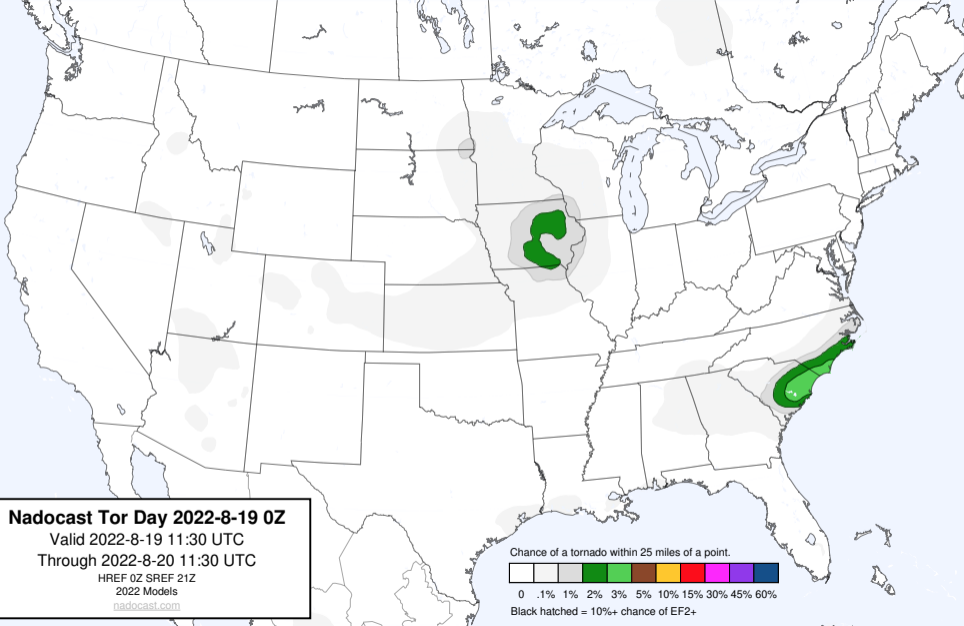 Nadocast Tor Day 2022-8-19 0Z
Valid 2022-8-19 11:30 UTC
Through 2022-8-20 11:30 UTC
HREF 0Z SREF 21Z
2022 Models
nadocast.com
Chance of a tornado within 25 miles of a point.
0 .1% 1% 2% 3% 5% 10% 15% 30% 45% 60%
Black hatched = 10%+ chance of EF2+